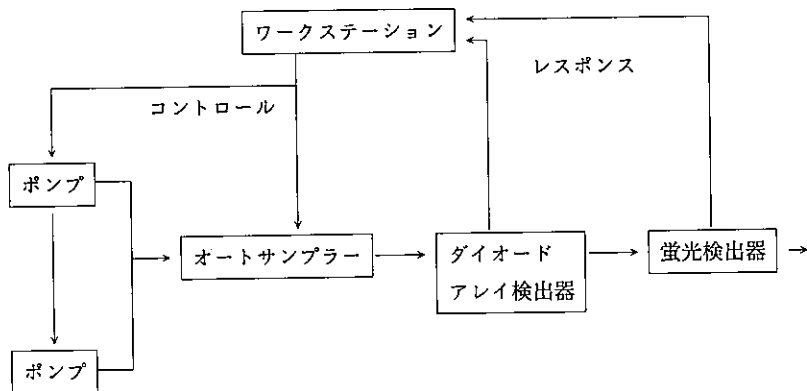 ワークステーション
レスポンス
コントロール
ポンプ
オートサンプラー
ダイオード
アレイ検出器
蛍光検出器
ポンプ